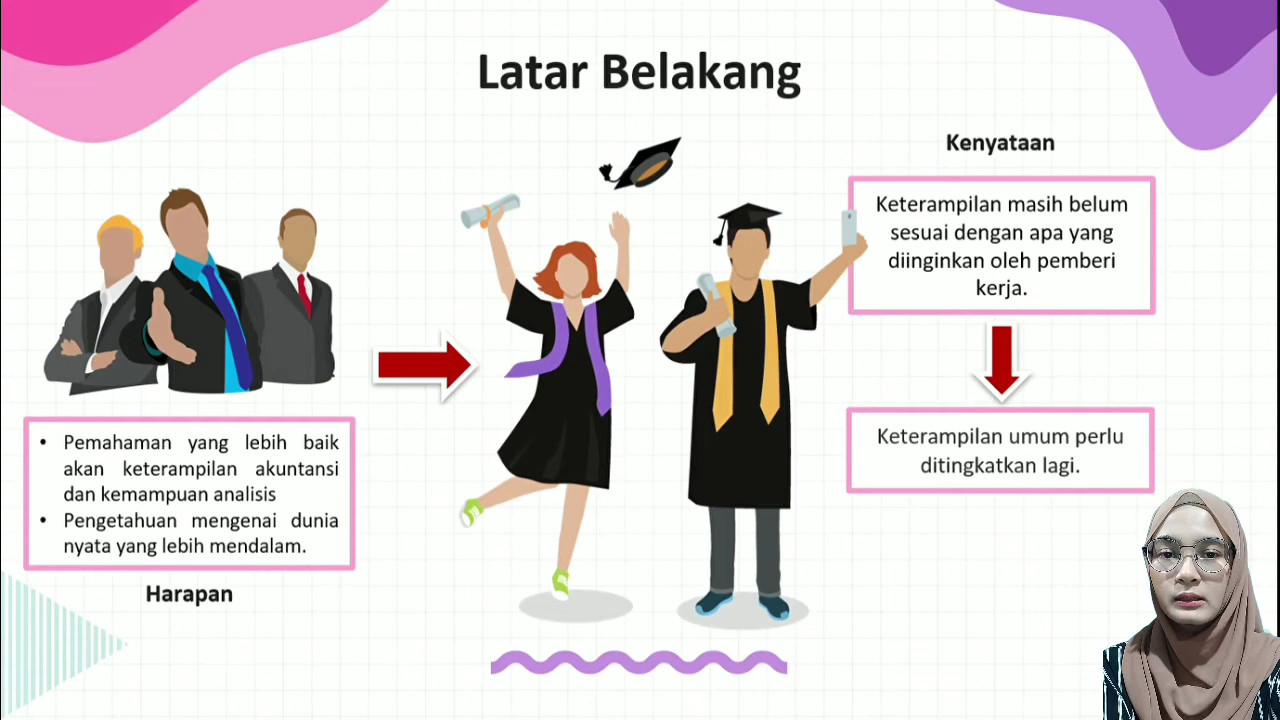 Latar Belakang
• Pemahaman yang lebih baik
akan keterampilan akuntansi
dan kemampuan analisis
• Pengetahuan mengenai dunia
nyata yang lebih mendalam.
Harapan
Kenyataan
Keterampilan masih belum
sesuai dengan apa yang
diinginkan oleh pemberi
kerja.
Keterampilan umum perlu
ditingkatkan lagi.